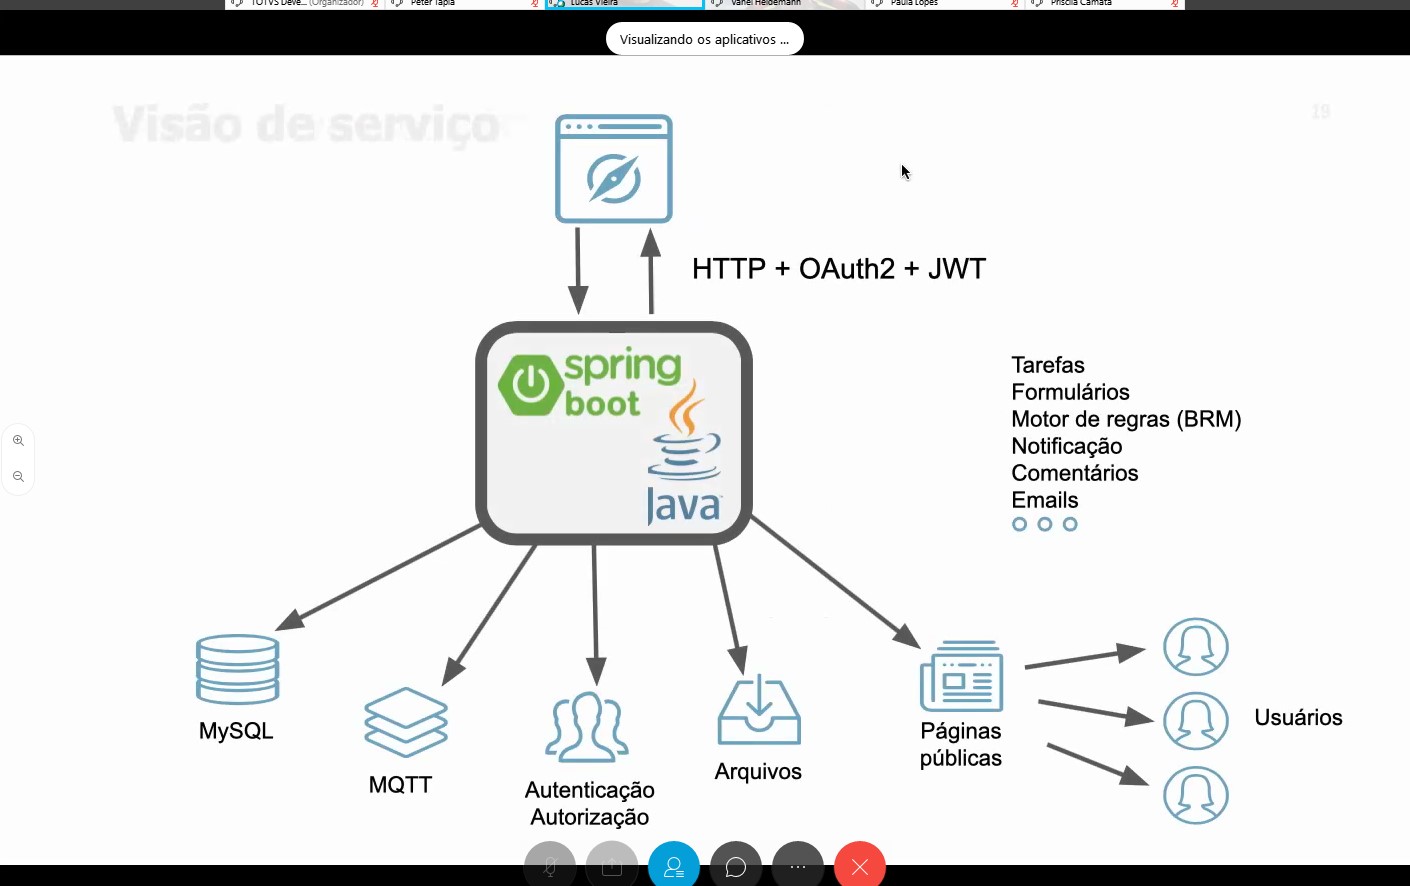 TOTVS Deve... (Organizador)
Peter Tapia
Lucas Vieira
Vanei Heidemann
Paula Lopes
Priscila Camata
Visualizando os aplicativos ...
Visão de serviço
19
HTTP + OAuth2 + JWT
spring
boot
Java
Tarefas
Formulários
Motor de regras (BRM)
Notificação
Comentários
Emails
MySQL
MQTT
Autenticação
Autorização
Arquivos
Páginas
públicas
Usuários